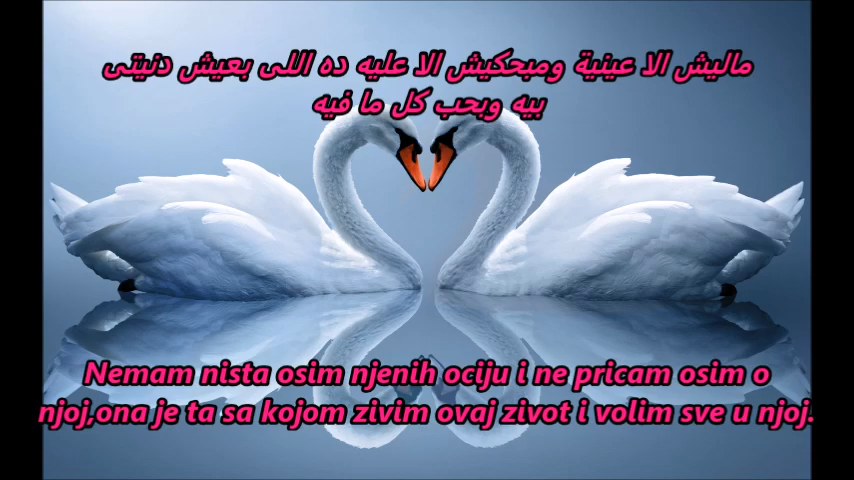 ماليش الا عينية ومبحكيش الا عليه ده اللى بعيش دنيتى
بيه وبحب كل ما فيه
Nemam nista osim njenih ociju i ne pricam osim o
njoj,ona je ta sa kojom zivim ovaj zivot i volim sve u njoj.